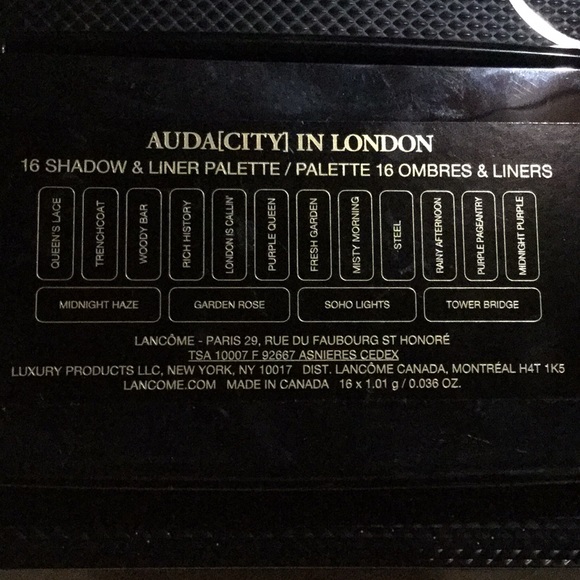 AUDA[CITY] IN LONDON
16 SHADOW & LINER PALETTE / PALETTE 16 OMBRES & LINERS
QUEEN'S LACE
TRENCHCOAT
WOODY BAR
RICH HISTORY
LONDON IS CALLIN'
PURPLE QUEEN
FRESH GARDEN
MISTY MORNING
STEEL
RAINY AFTERNOON
PURPLE PAGEANTRY
MIDNIGHT PURPLE
MIDNIGHT HAZE
GARDEN ROSE
SOHO LIGHTS
TOWER BRIDGE
LANCÔME - PARIS 29, RUE DU FAUBOURG ST HONORÉ
TSA 10007 F 92667 ASNIERES CEDEX
LUXURY PRODUCTS LLC, NEW YORK, NY 10017 DIST. LANCÔME CANADA, MONTRÉAL H4T 1K5
LANCOME.COM MADE IN CANADA 16 x 1.01 g / 0.036 OZ.